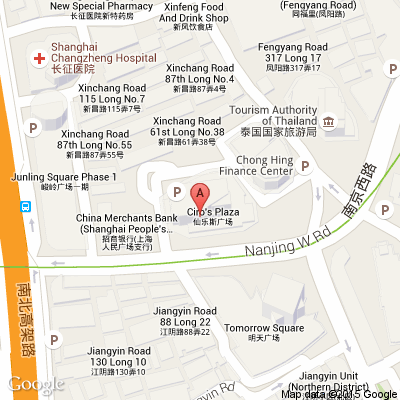 New Special Pharmacy
长征医院新特药房
Xinfeng Food
And Drink Shop
新凤饮食店
(Fengyang Road)
同福里(凤阳路)
Shanghai
Changzheng Hospital
长征医院
Xinchang Road
87th Long No.4
新昌路87弄4号
Fengyang Road
317 Long 17
凤阳路317弄17
Xinchang Road
115 Long No.7
新昌路115弄7号
Tourism Authority
of Thailand
泰国国家旅游局
P
Xinchang Road
61st Long No.38
新昌路61弄38号
Xinchang Road
87th Long No.55
新昌路87弄55号
Chong Hing
Finance Center
P
Junling Square Phase 1
峻岭广场一期
P
A
南京西路
Ciro's Plaza
仙乐斯广场
P
China Merchants Bank
(Shanghai People's...
招商银行(上海
人民广场支行)
Nanjing W Rd
南北高架路
Jiangyin Road
88 Long 22
江阴路88弄22
Tomorrow Square
明天广场
Jiangyin Road
130 Long 10
江阴路130弄10
P
Jiangyin Rd
Jiangyin Unit
(Northern District)
Google
Map data ©2015 Google